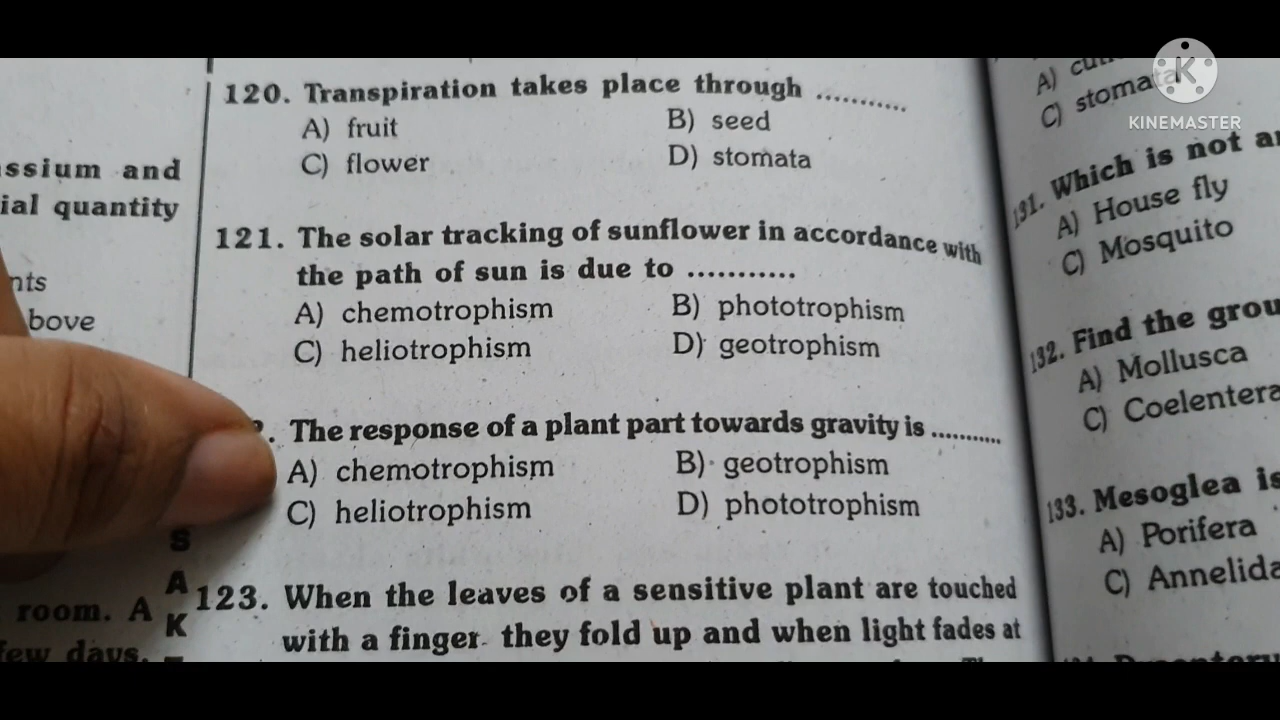 ssium and
ial quantity
nts
bove
room. A
few days.
S
A
K
120. Transpiration takes place through ...........
A) fruit B) seed
C) flower D) stomata
121. The solar tracking of sunflower in accordance with
the path of sun is due to ...........
A) chemotrophism B) phototrophism
C) heliotrophism D) geotrophism
. The response of a plant part towards gravity is ...........
A) chemotrophism B) geotrophism
C) heliotrophism D) phototrophism
123. When the leaves of a sensitive plant are touched
with a finger they fold up and when light fades at
A)
C) stomata
131. Which is not
A) House fly
C) Mosquito
132. Find the grou
A) Mollusca
C) Coelentera
133. Mesoglea is
A) Porifera
C) Annelida
K
KINEMASTER